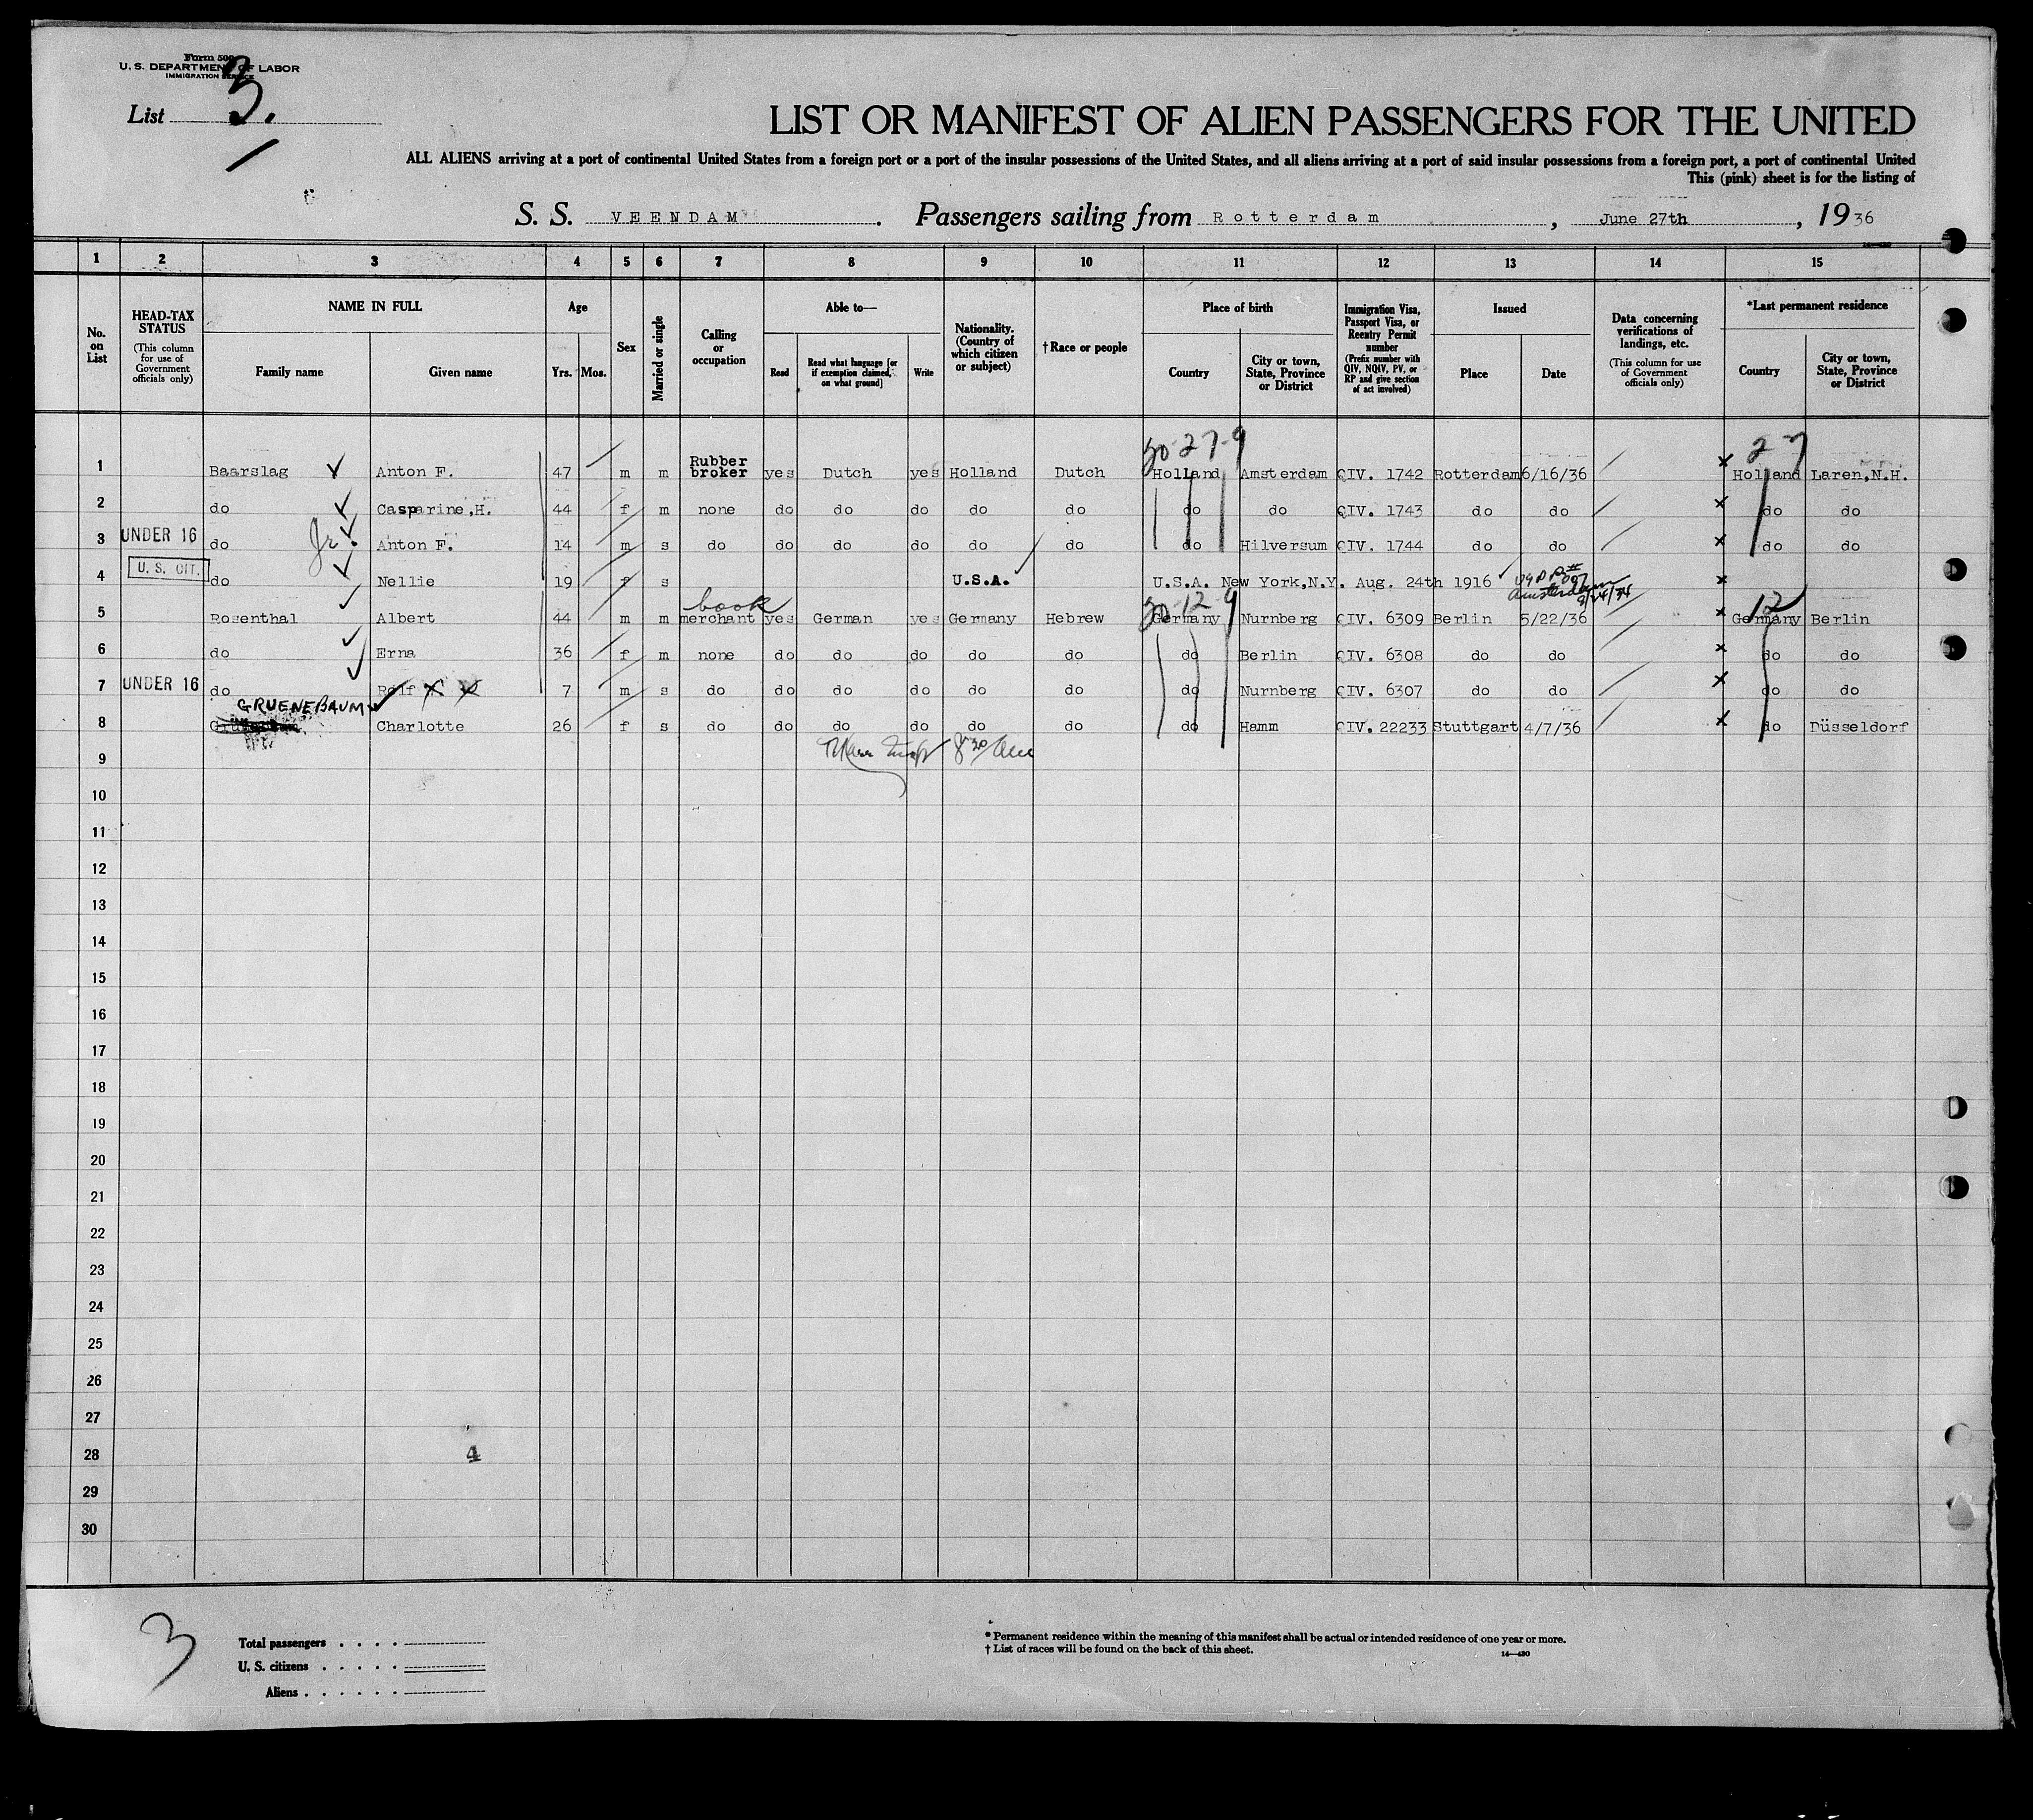 Form 500
U. S. DEPARTMENT OF LABOR
IMMIGRATION SERVICE
List 3.
LIST OR MANIFEST OF ALIEN PASSENGERS FOR THE UNITED
ALL ALIENS arriving at a port of continental United States from a foreign port or a port of the insular possessions of the United States, and all aliens arriving at a port of said insular possessions from a foreign port, a port of continental United
This (pink) sheet is for the listing of
S. S. VEENDAM. Passengers sailing from Rotterdam, June 27th, 1936
14—430
1 2 3 4 5 6 7 8 9 10 11 12 13 14 15
No. on List
HEAD-TAX STATUS (This column for use of Government officials only)
NAME IN FULL
Family name
Given name
Age
Yrs. Mos.
Sex
Married or single
Calling or occupation
Able to—
Read
Read what language [or if exemption claimed, on what ground]
Write
Nationality. (Country of which citizen or subject)
†Race or people
Place of birth
Country
City or town, State, Province or District
Immigration Visa, Passport Visa, or Reentry Permit number (Prefix number with QIV, NQIV, PV, or RP and give section of act involved)
Issued
Place
Date
Data concerning verifications of landings, etc. (This column for use of Government officials only)
*Last permanent residence
Country
City or town, State, Province or District
30-27-9 27
1 Baarslag Anton F. 47 m m Rubber broker yes Dutch yes Holland Dutch Holland Amsterdam QIV. 1742 Rotterdam 6/16/36 x Holland Laren,N.H.
2 do Casparine,H. 44 f m none do do do do do do do QIV. 1743 do do x do do
3 UNDER 16 do Jr. Anton F. 14 m s do do do do do do do Hilversum QIV. 1744 do do x do do
4 U. S. CIT. do Nellie 19 f s U.S.A. U.S.A. New York,N.Y. Aug. 24th 1916 Amsterdam x
book 30-12-9 12
5 Rosenthal Albert 44 m m merchant yes German yes Germany Hebrew Germany Nurnberg QIV. 6309 Berlin 5/22/36 x Germany Berlin
6 do Erna 36 f m none do do do do do do Berlin QIV. 6308 do do x do do
7 UNDER 16 do Rolf x x 7 m s do do do do do do do Nurnberg QIV. 6307 do do x do do
GRUENEBAUM
8 Charlotte 26 f s do do do do do do do Hamm QIV. 22233 Stuttgart 4/7/36 x do Düsseldorf
9
10
11
12
13
14
15
16
17
18
19
20
21
22
23
24
25
26
27
28 4
29
30
3
Total passengers . . . .
U. S. citizens . . . . .
Aliens . . . . . .
* Permanent residence within the meaning of this manifest shall be actual or intended residence of one year or more.
† List of races will be found on the back of this sheet.
14—430